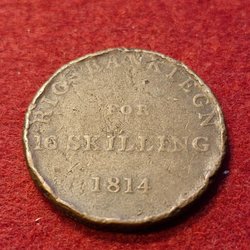 RIGSBANKTEGN
FOR
16 SKILLING
1814